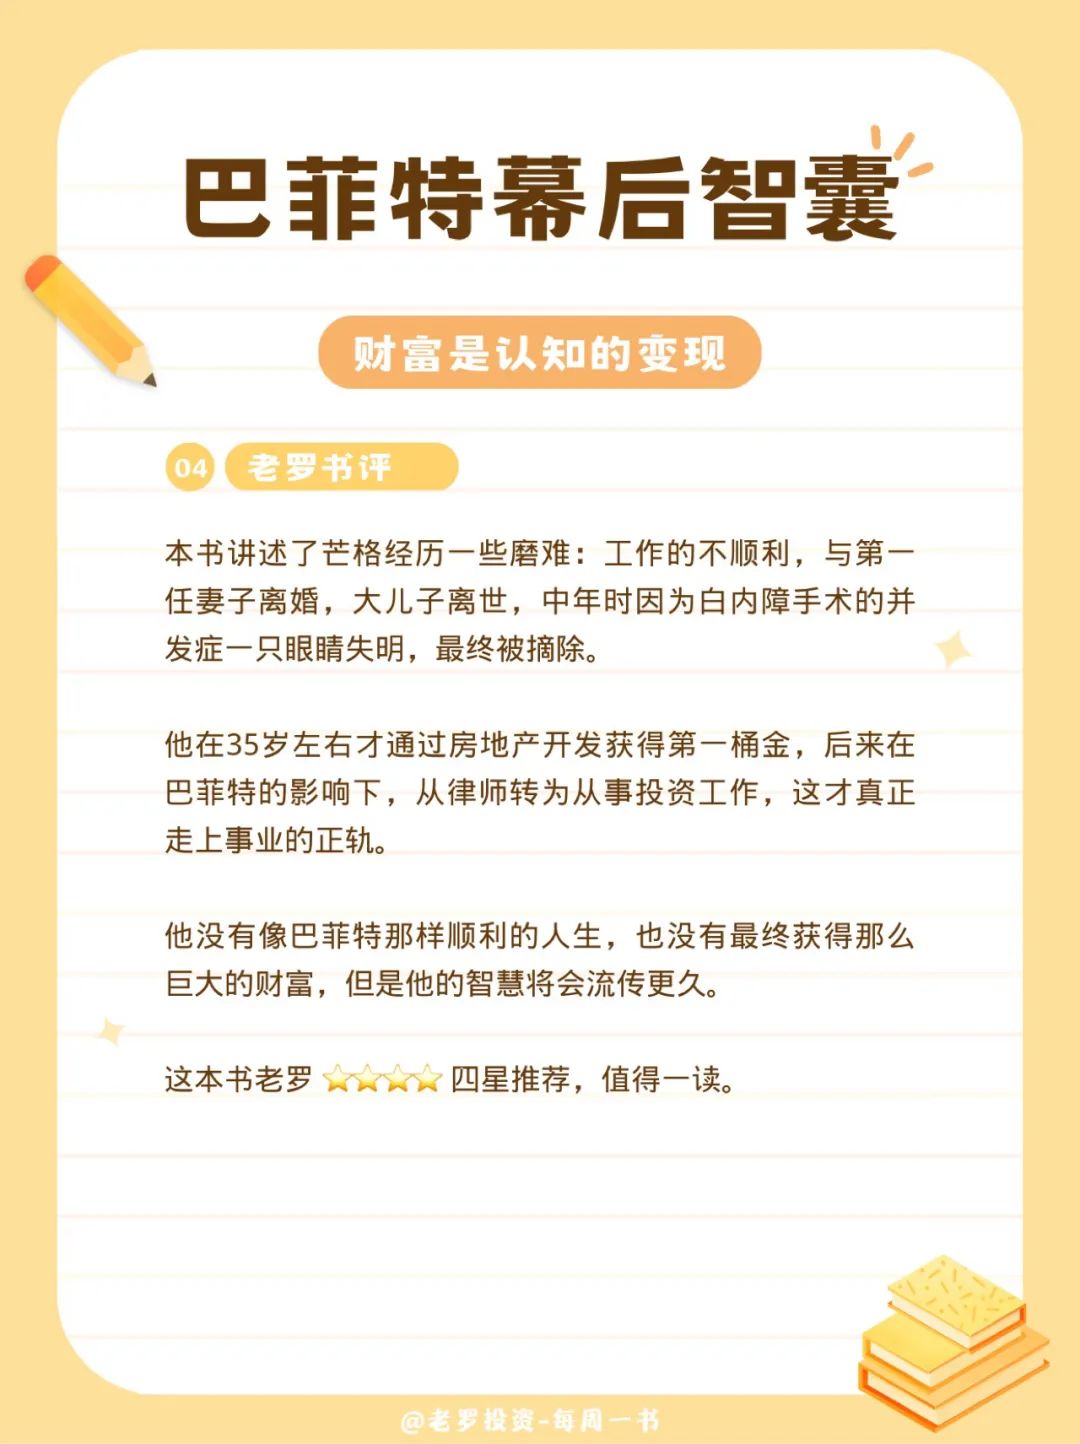 巴菲特幕后智囊
财富是认知的变现
04 老罗书评
本书讲述了芒格经历一些磨难：工作的不顺利，与第一
任妻子离婚，大儿子离世，中年时因为白内障手术的并
发症一只眼睛失明，最终被摘除。
他在35岁左右才通过房地产开发获得第一桶金，后来在
巴菲特的影响下，从律师转为从事投资工作，这才真正
走上事业的正轨。
他没有像巴菲特那样顺利的人生，也没有最终获得那么
巨大的财富，但是他的智慧将会流传更久。
这本书老罗 ⭐⭐⭐⭐ 四星推荐，值得一读。
@老罗投资-每周一书